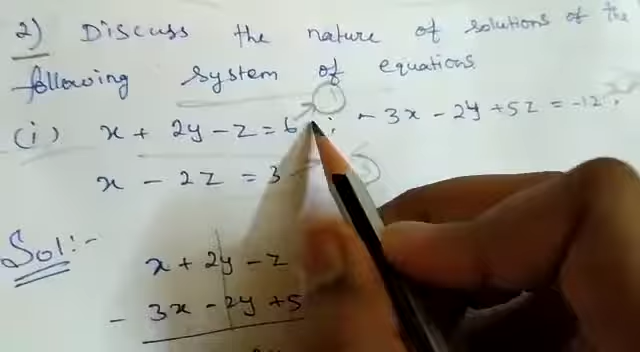 2) Discuss the nature of solutions of the
following system of equations
(i) x + 2y - z = 6 ; - 3x - 2y + 5z = -12 ;
x - 2z = 3
Sol:-
x + 2y - z
- 3x - 2y + 5